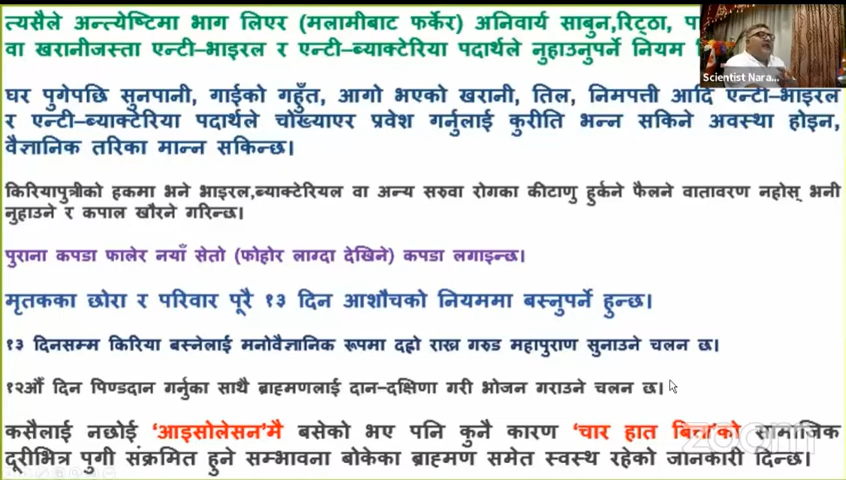 त्यसैले अन्त्येष्टिमा भाग लिएर (मलामीबाट फर्केर) अनिवार्य साबुन,रिट्ठा,
वा खरानीजस्ता एन्टी–भाइरल र एन्टी–ब्याक्टेरिया पदार्थले नुहाउनुपर्ने नियम
Scientist Nara...
घर पुगेपछि सुनपानी, गाईको गहुँत, आगो भएको खरानी, तिल, निमपत्ती आदि एन्टी–भाइरल
र एन्टी–ब्याक्टेरिया पदार्थले चोख्याएर प्रवेश गर्नुलाई कुरीति भन्न सकिने अवस्था होइन,
वैज्ञानिक तरिका मान्न सकिन्छ।
किरियापुत्रीको हकमा भने भाइरल,ब्याक्टेरियल वा अन्य सरुवा रोगका कीटाणु हुर्कने फैलने वातावरण नहोस् भनी
नुहाउने र कपाल खौरने गरिन्छ।
पुराना कपडा फालेर नयाँ सेतो (फोहोर लाग्दा देखिने) कपडा लगाइन्छ।
मृतकका छोरा र परिवार पूरै १३ दिन आशौचको नियममा बस्नुपर्ने हुन्छ।
१३ दिनसम्म किरिया बस्नेलाई मनोवैज्ञानिक रूपमा दह्रो राख्न गरुड महापुराण सुनाउने चलन छ।
१२औँ दिन पिण्डदान गर्नुका साथै ब्राह्मणलाई दान–दक्षिणा गरी भोजन गराउने चलन छ।
कसैलाई नछोई ‘आइसोलेसन’मै बसेको भए पनि कुनै कारण ‘चार हात बित्ता’को सामाजिक
दूरीभित्र पुगी संक्रमित हुने सम्भावना बोकेका ब्राह्मण समेत स्वस्थ रहेको जानकारी दिन्छ।
zoom